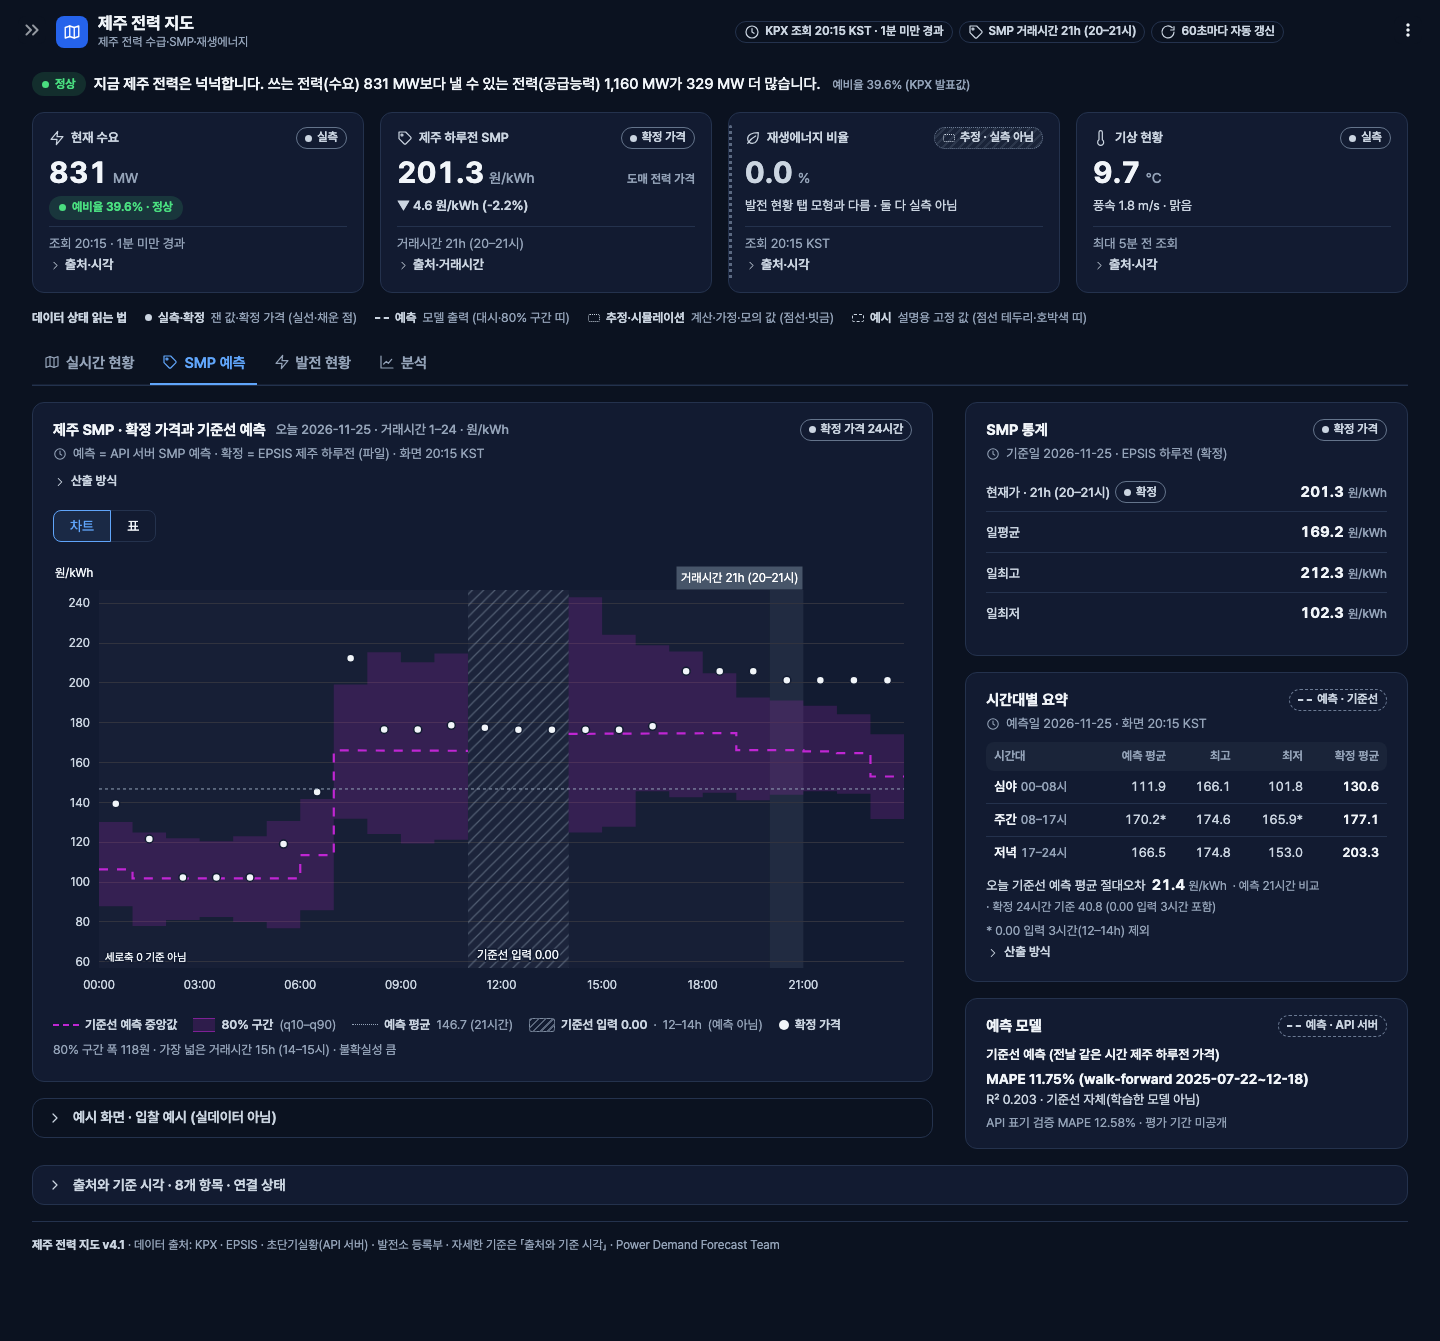 제주 전력 지도
제주 전력 수급·SMP·재생에너지
KPX 조회 20:15 KST · 1분 미만 경과
SMP 거래시간 21h (20–21시)
60초마다 자동 갱신
정상
지금 제주 전력은 넉넉합니다. 쓰는 전력(수요) 831 MW보다 낼 수 있는 전력(공급능력) 1,160 MW가 329 MW 더 많습니다. 예비율 39.6% (KPX 발표값)
현재 수요
실측
831 MW
예비율 39.6% · 정상
조회 20:15 · 1분 미만 경과
출처·시각
제주 하루전 SMP
확정 가격
201.3 원/kWh
도매 전력 가격
▼ 4.6 원/kWh (-2.2%)
거래시간 21h (20–21시)
출처·거래시간
재생에너지 비율
추정 · 실측 아님
0.0 %
발전 현황 탭 모형과 다름 · 둘 다 실측 아님
조회 20:15 KST
출처·시각
기상 현황
실측
9.7 °C
풍속 1.8 m/s · 맑음
최대 5분 전 조회
출처·시각
데이터 상태 읽는 법
실측·확정 잰 값·확정 가격 (실선·채운 점)
예측 모델 출력 (대시·80% 구간 띠)
추정·시뮬레이션 계산·가정·모의 값 (점선·빗금)
예시 설명용 고정 값 (점선 테두리·호박색 띠)
실시간 현황
SMP 예측
발전 현황
분석
제주 SMP · 확정 가격과 기준선 예측 오늘 2026-11-25 · 거래시간 1–24 · 원/kWh
확정 가격 24시간
예측 = API 서버 SMP 예측 · 확정 = EPSIS 제주 하루전 (파일) · 화면 20:15 KST
산출 방식
차트
표
원/kWh
거래시간 21h (20–21시)
240
220
200
180
160
140
120
100
80
60
세로축 0 기준 아님
기준선 입력 0.00
00:00
03:00
06:00
09:00
12:00
15:00
18:00
21:00
기준선 예측 중앙값
80% 구간 (q10–q90)
예측 평균 146.7 (21시간)
기준선 입력 0.00 · 12–14h (예측 아님)
확정 가격
80% 구간 폭 118원 · 가장 넓은 거래시간 15h (14–15시) · 불확실성 큼
예시 화면 · 입찰 예시 (실데이터 아님)
SMP 통계
확정 가격
기준일 2026-11-25 · EPSIS 하루전 (확정)
현재가 · 21h (20–21시) 확정 201.3 원/kWh
일평균 169.2 원/kWh
일최고 212.3 원/kWh
일최저 102.3 원/kWh
시간대별 요약
예측 · 기준선
예측일 2026-11-25 · 화면 20:15 KST
시간대 예측 평균 최고 최저 확정 평균
심야 00–08시 111.9 166.1 101.8 130.6
주간 08–17시 170.2* 174.6 165.9* 177.1
저녁 17–24시 166.5 174.8 153.0 203.3
오늘 기준선 예측 평균 절대오차 21.4 원/kWh · 예측 21시간 비교
· 확정 24시간 기준 40.8 (0.00 입력 3시간 포함)
* 0.00 입력 3시간(12–14h) 제외
산출 방식
예측 모델
예측 · API 서버
기준선 예측 (전날 같은 시간 제주 하루전 가격)
MAPE 11.75% (walk-forward 2025-07-22~12-18)
R² 0.203 · 기준선 자체(학습한 모델 아님)
API 표기 검증 MAPE 12.58% · 평가 기간 미공개
출처와 기준 시각 · 8개 항목 · 연결 상태
제주 전력 지도 v4.1 · 데이터 출처: KPX · EPSIS · 초단기실황(API 서버) · 발전소 등록부 · 자세한 기준은 「출처와 기준 시각」 · Power Demand Forecast Team